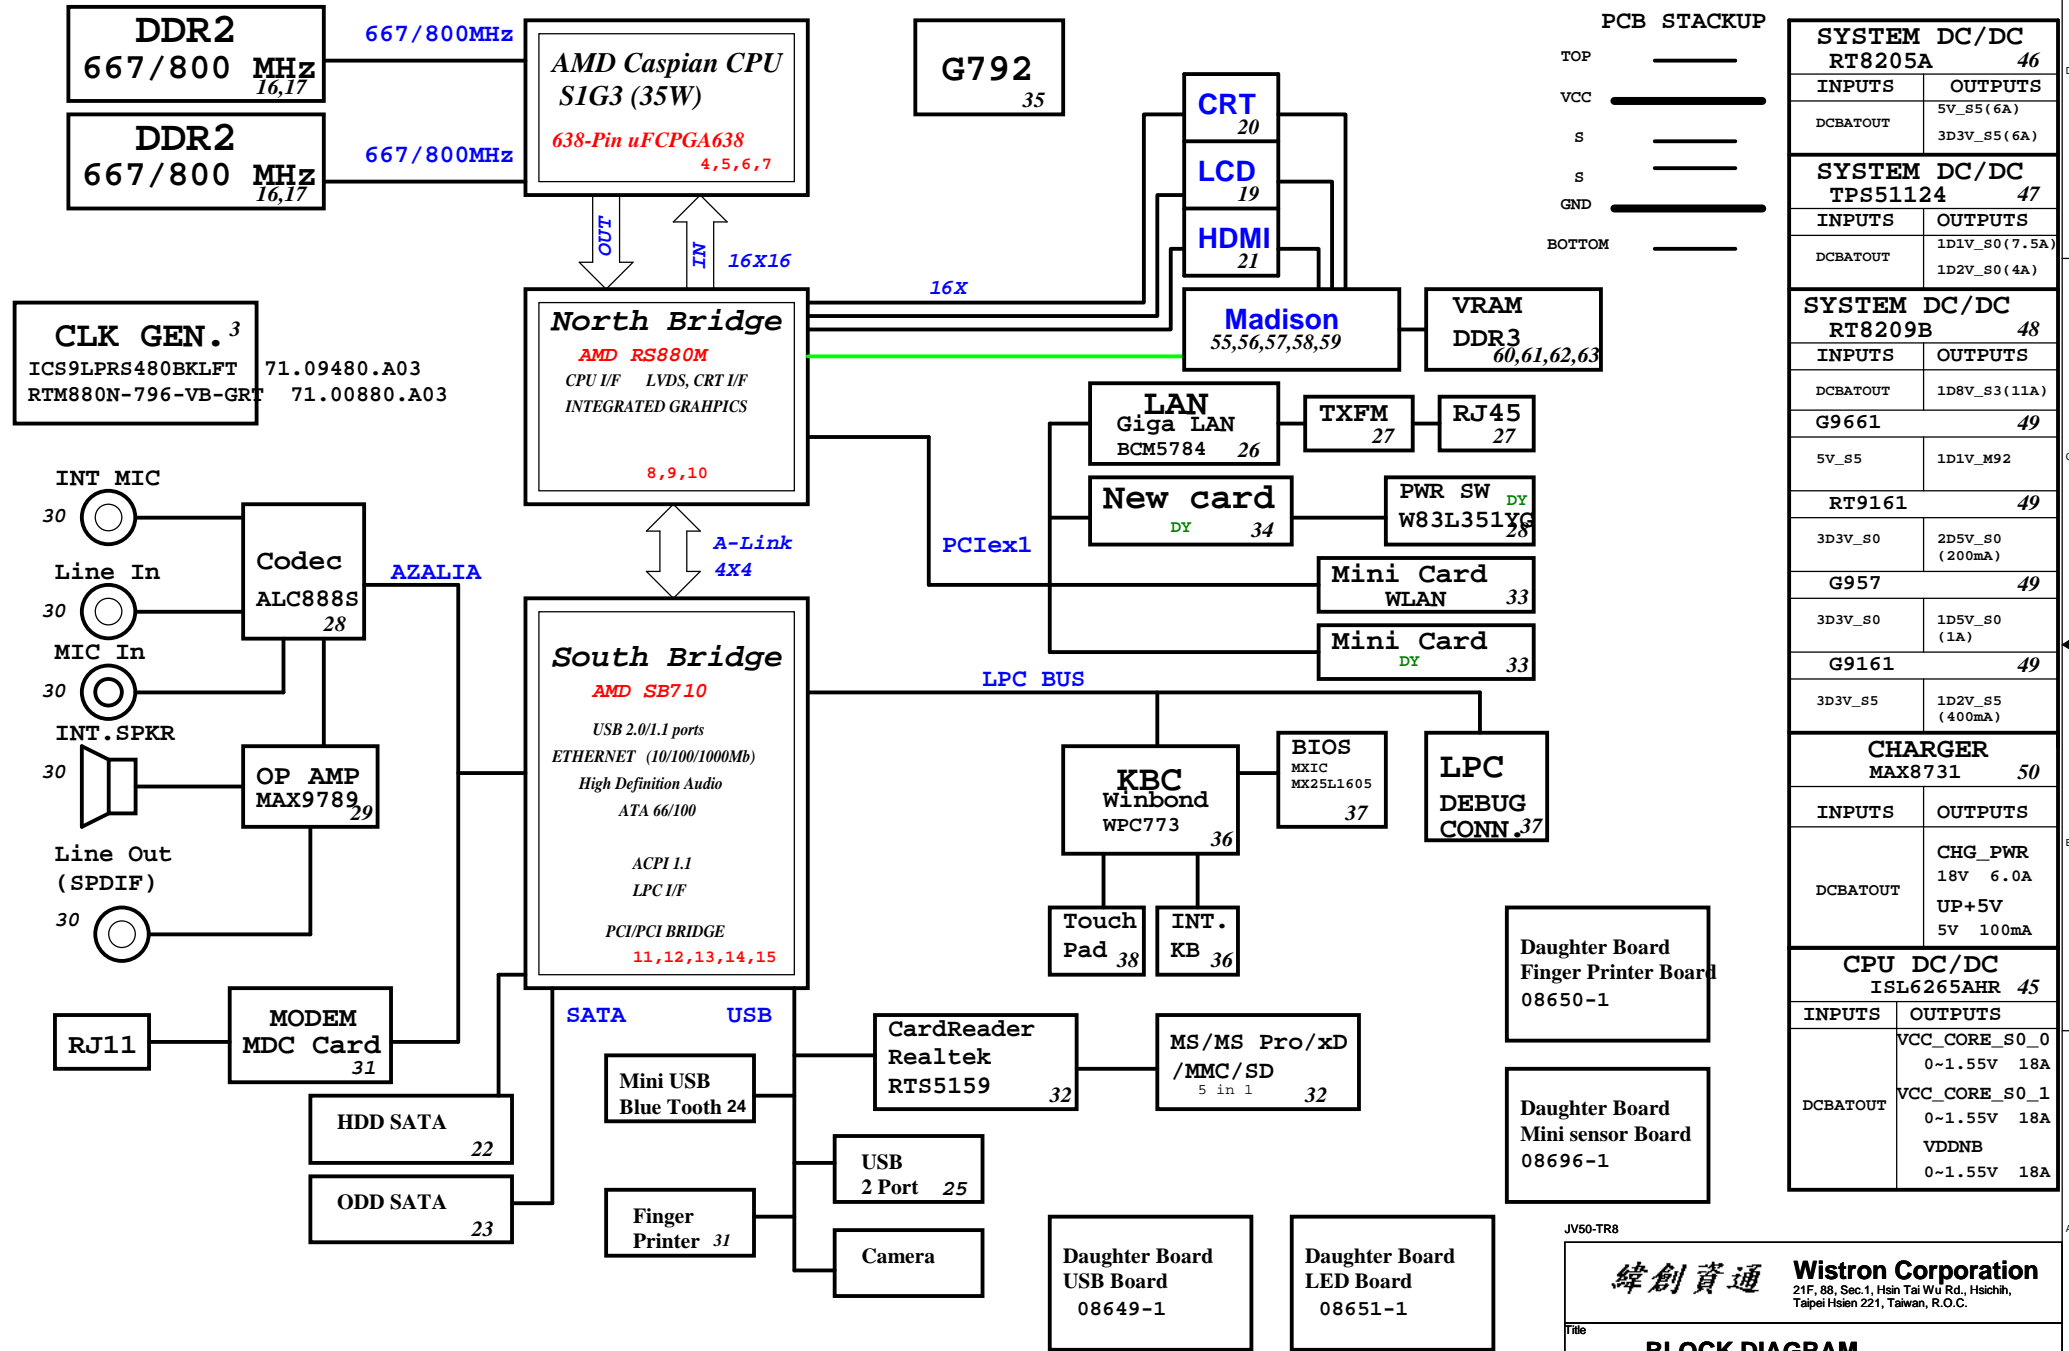 DDR2
667/800 MHz
16,17
667/800MHz
DDR2
667/800 MHz
16,17
667/800MHz
AMD Caspian CPU
S1G3 (35W)
638-Pin uFCPGA638
4,5,6,7
G792
35
OUT
IN
16X16
CRT
20
LCD
19
HDMI
21
16X
PCB STACKUP
TOP
VCC
S
S
GND
BOTTOM
CLK GEN. 3
ICS9LPRS480BKLFT 71.09480.A03
RTM880N-796-VB-GRT 71.00880.A03
North Bridge
AMD RS880M
CPU I/F LVDS, CRT I/F
INTEGRATED GRAHPICS
8,9,10
Madison
55,56,57,58,59
VRAM
DDR3
60,61,62,63
LAN
Giga LAN
BCM5784 26
TXFM
27
RJ45
27
New card
DY 34
PWR SW DY
W83L351YG
28
PCIex1
Mini Card
WLAN 33
Mini Card
DY 33
A-Link
4X4
INT MIC
30
Line In
30
MIC In
30
INT.SPKR
30
Line Out
(SPDIF)
30
Codec
ALC888S
28
AZALIA
OP AMP
MAX9789
29
South Bridge
AMD SB710
USB 2.0/1.1 ports
ETHERNET (10/100/1000Mb)
High Definition Audio
ATA 66/100
ACPI 1.1
LPC I/F
PCI/PCI BRIDGE
11,12,13,14,15
LPC BUS
KBC
Winbond
WPC773
36
BIOS
MXIC
MX25L1605
37
LPC
DEBUG
CONN.37
Touch
Pad 38
INT.
KB 36
RJ11
MODEM
MDC Card
31
SATA
USB
HDD SATA
22
ODD SATA
23
Mini USB
Blue Tooth 24
Finger
Printer 31
CardReader
Realtek
RTS5159
32
MS/MS Pro/xD
/MMC/SD
5 in 1 32
USB
2 Port 25
Camera
Daughter Board
Finger Printer Board
08650-1
Daughter Board
Mini sensor Board
08696-1
Daughter Board
USB Board
08649-1
Daughter Board
LED Board
08651-1
SYSTEM DC/DC
RT8205A 46
INPUTS OUTPUTS
DCBATOUT
5V_S5(6A)
3D3V_S5(6A)
SYSTEM DC/DC
TPS51124 47
INPUTS OUTPUTS
DCBATOUT
1D1V_S0(7.5A)
1D2V_S0(4A)
SYSTEM DC/DC
RT8209B 48
INPUTS OUTPUTS
DCBATOUT 1D8V_S3(11A)
G9661 49
5V_S5 1D1V_M92
RT9161 49
3D3V_S0 2D5V_S0
(200mA)
G957 49
3D3V_S0 1D5V_S0
(1A)
G9161 49
3D3V_S5 1D2V_S5
(400mA)
CHARGER
MAX8731 50
INPUTS OUTPUTS
DCBATOUT
CHG_PWR
18V 6.0A
UP+5V
5V 100mA
CPU DC/DC
ISL6265AHR 45
INPUTS OUTPUTS
DCBATOUT
VCC_CORE_S0_0
0~1.55V 18A
VCC_CORE_S0_1
0~1.55V 18A
VDDNB
0~1.55V 18A
JV50-TR8
緯創資通 Wistron Corporation
21F, 88, Sec.1, Hsin Tai Wu Rd., Hsichih,
Taipei Hsien 221, Taiwan, R.O.C.
Title
BLOCK DIAGRAM